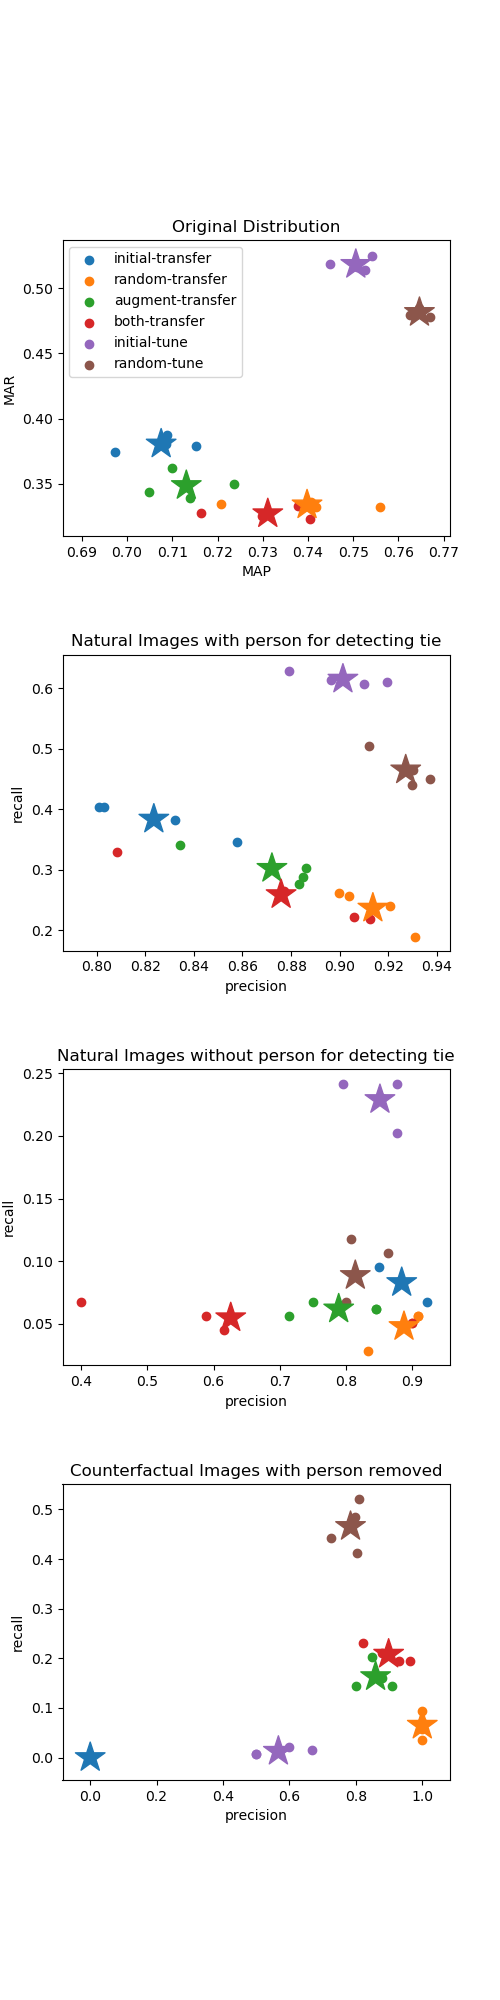 Original Distribution
initial-transfer
random-transfer
augment-transfer
both-transfer
initial-tune
random-tune
0.50
0.45
0.40
0.35
MAR
0.69 0.70 0.71 0.72 0.73 0.74 0.75 0.76 0.77
MAP
Natural Images with person for detecting tie
0.6
0.5
0.4
0.3
0.2
recall
0.80 0.82 0.84 0.86 0.88 0.90 0.92 0.94
precision
Natural Images without person for detecting tie
0.25
0.20
0.15
0.10
0.05
recall
0.4 0.5 0.6 0.7 0.8 0.9
precision
Counterfactual Images with person removed
0.5
0.4
0.3
0.2
0.1
0.0
recall
0.0 0.2 0.4 0.6 0.8 1.0
precision